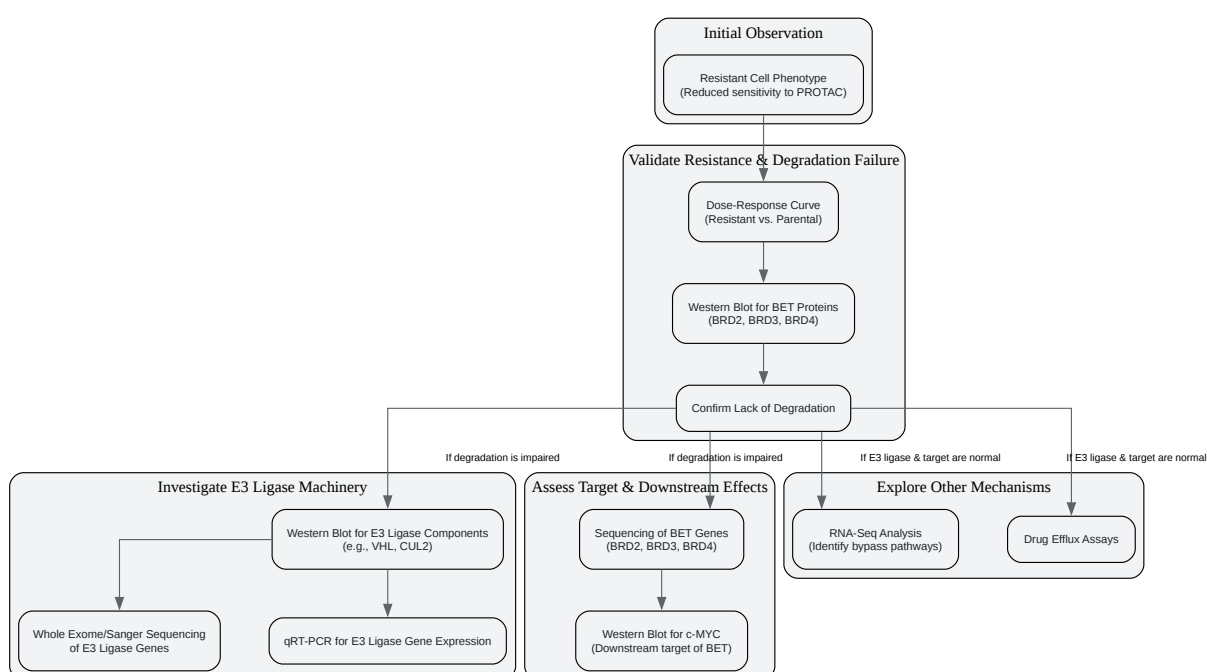 Initial Observation
Resistant Cell Phenotype
(Reduced sensitivity to PROTAC)
Validate Resistance & Degradation Failure
Dose-Response Curve
(Resistant vs. Parental)
Western Blot for BET Proteins
(BRD2, BRD3, BRD4)
Confirm Lack of Degradation
If degradation is impaired
If degradation is impaired
If E3 ligase & target are normal
If E3 ligase & target are normal
Investigate E3 Ligase Machinery
Western Blot for E3 Ligase Components
(e.g., VHL, CUL2)
Whole Exome/Sanger Sequencing
of E3 Ligase Genes
qRT-PCR for E3 Ligase Gene Expression
Assess Target & Downstream Effects
Sequencing of BET Genes
(BRD2, BRD3, BRD4)
Western Blot for c-MYC
(Downstream target of BET)
Explore Other Mechanisms
RNA-Seq Analysis
(Identify bypass pathways)
Drug Efflux Assays